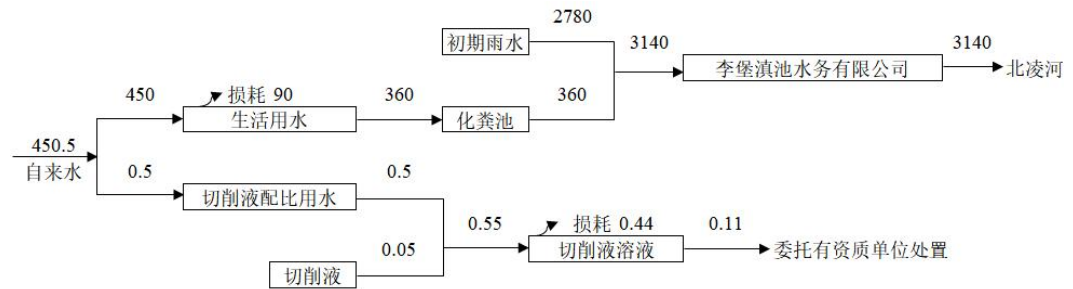 2780
初期雨水
3140
李堡滇池水务有限公司
3140
北凌河
450
损耗 90
生活用水
360
化粪池
360
450.5
自来水
0.5
切削液配比用水
0.5
0.05
切削液
0.55
损耗 0.44
切削液溶液
0.11
委托有资质单位处置